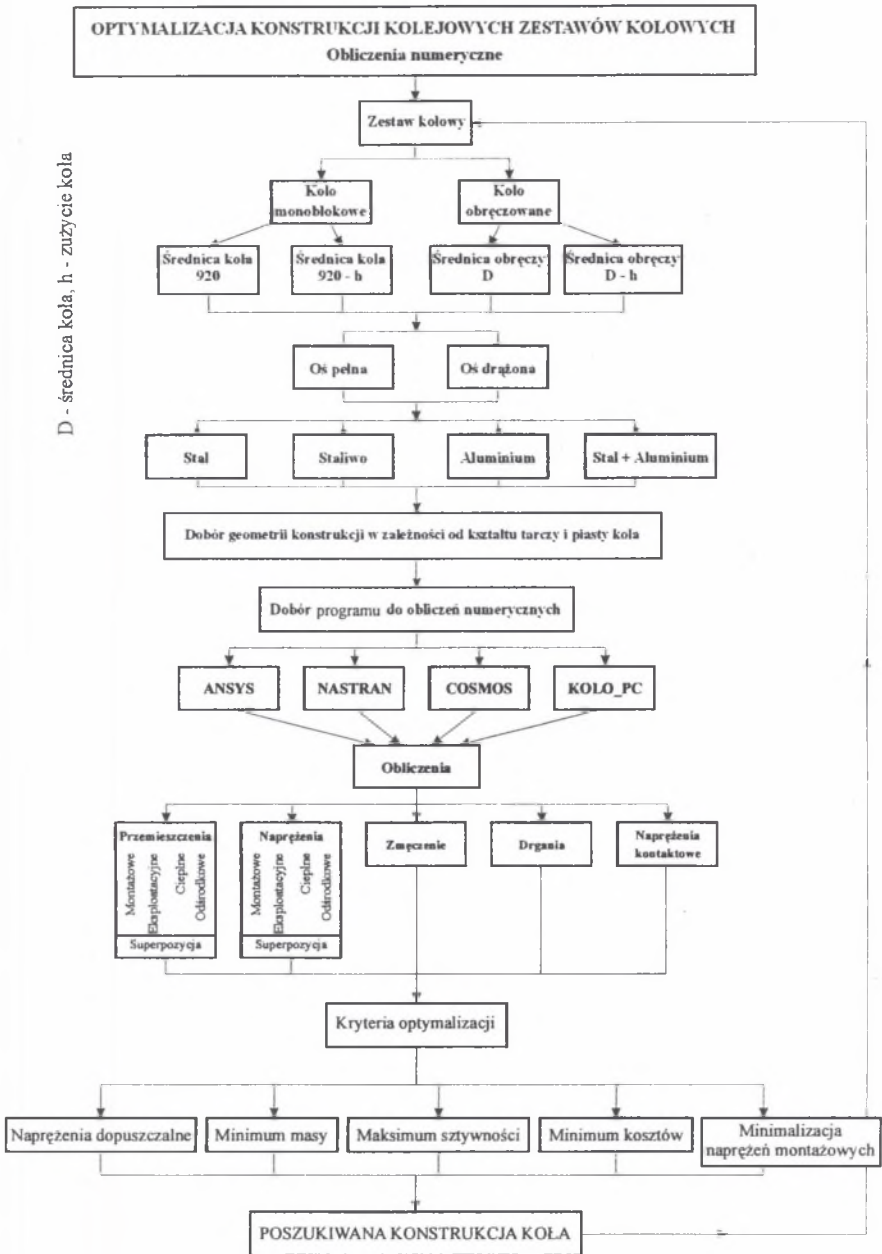 OPTYMALIZACJA KONSTRUKCJI KOLEJOWYCH ZESTAWÓW KOŁOWYCH
Obliczenia numeryczne
Zestaw kołowy
D - średnica koła, h - zużycie koła
Koło
monoblokowe
Koło
obręczowane
Średnica koła
920
Średnica koła
920 - h
Średnica obręczy
D
Średnica obręczy
D - h
Oś pełna
Oś drążona
Stal
Staliwo
Aluminium
Stal + Aluminium
Dobór geometrii konstrukcji w zależności od kształtu tarczy i piasty koła
Dobór programu do obliczeń numerycznych
ANSYS
NASTRAN
COSMOS
KOLO_PC
Obliczenia
Przemieszczenia
Montażowe
Eksploatacyjne
Cieplne
Odśrodkowe
Superpozycja
Naprężenia
Montażowe
Eksploatacyjne
Cieplne
Odśrodkowe
Superpozycja
Zmęczenie
Drgania
Naprężenia
kontaktowe
Kryteria optymalizacji
Naprężenia dopuszczalne
Minimum masy
Maksimum sztywności
Minimum kosztów
Minimalizacja
naprężeń montażowych
POSZUKIWANA KONSTRUKCJA KOŁA